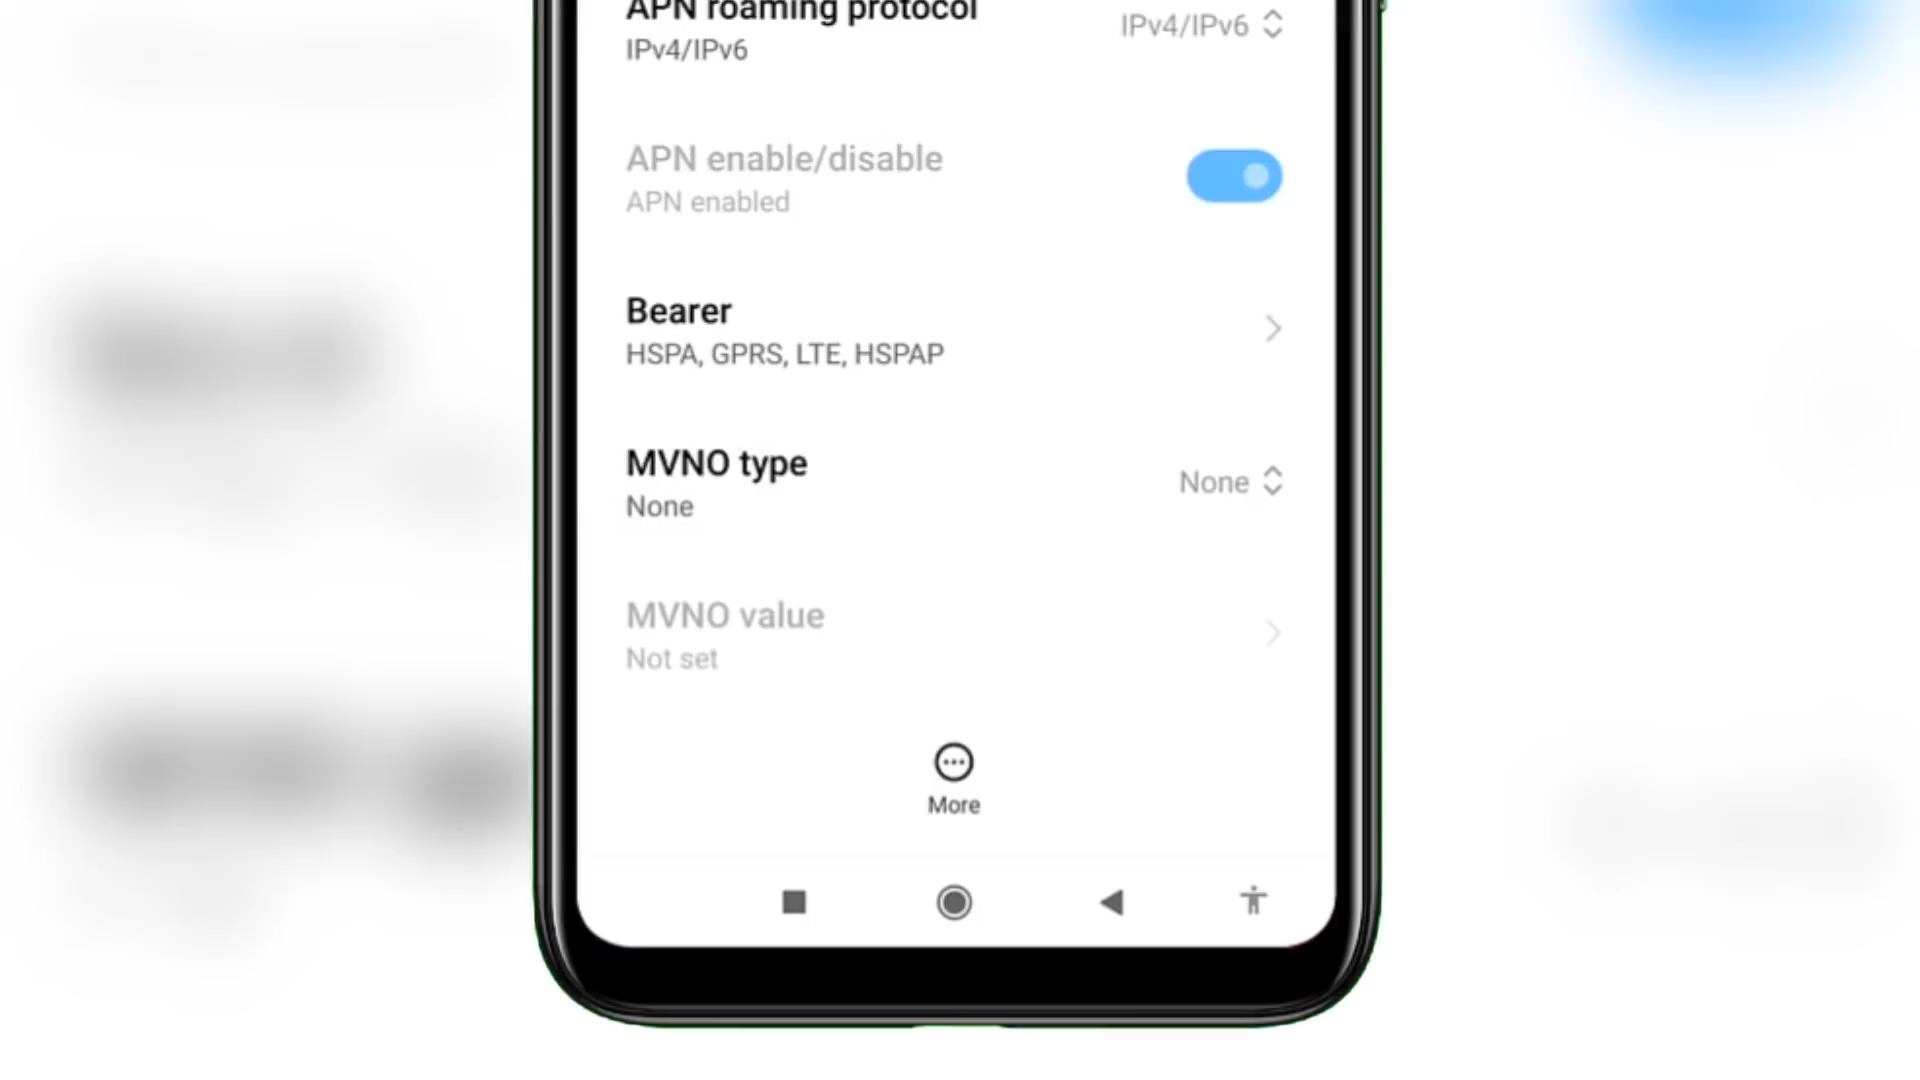 APN roaming protocol
IPv4/IPv6
IPv4/IPv6
APN enable/disable
APN enabled
Bearer
HSPA, GPRS, LTE, HSPAP
MVNO type
None
None
MVNO value
Not set
More